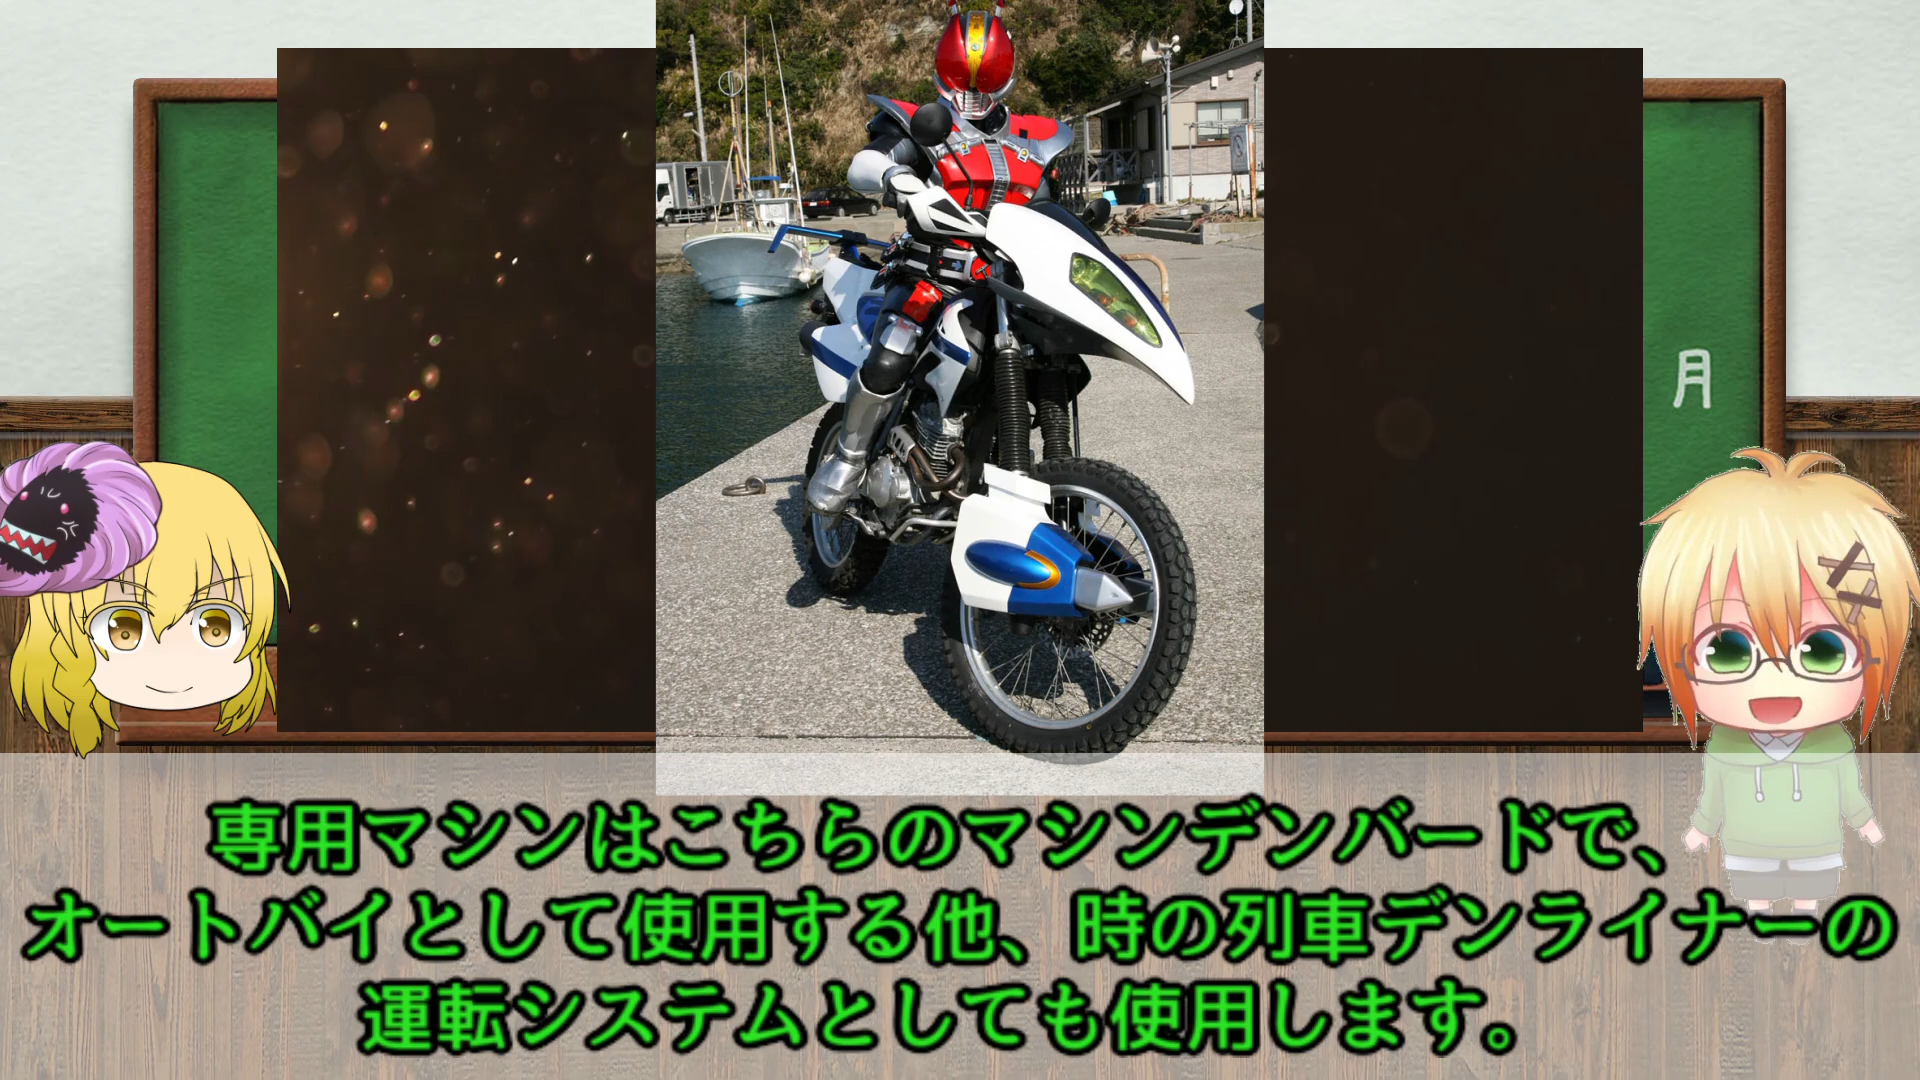 月
専用マシンはこちらのマシンデンバードで、
オートバイとして使用する他、時の列車デンライナーの
運転システムとしても使用します。